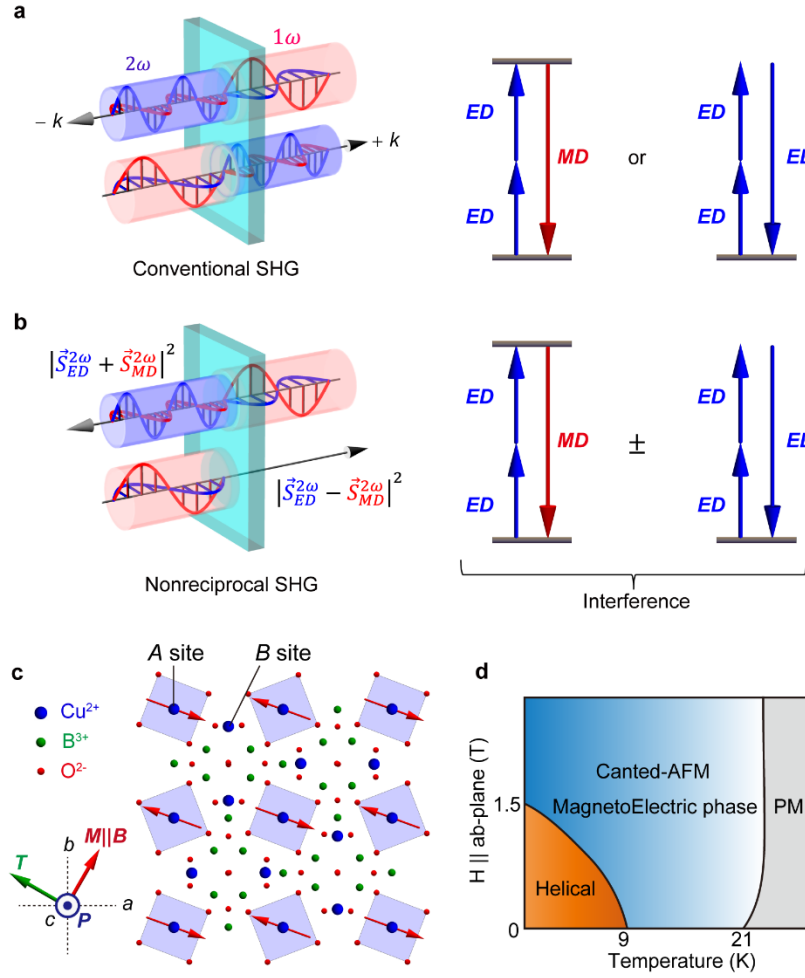 a
2ω
1ω
− k
+ k
Conventional SHG
ED
ED
MD
or
ED
ED
b
|S⃗ED2ω + S⃗MD2ω|2
|S⃗ED2ω − S⃗MD2ω|2
Nonreciprocal SHG
ED
ED
MD
±
ED
ED
Interference
c
A site
B site
Cu2+
B3+
O2-
M||B
b
T
c
P
a
d
H || ab-plane (T)
1.5
0
Canted-AFM
MagnetoElectric phase
PM
Helical
9
21
Temperature (K)